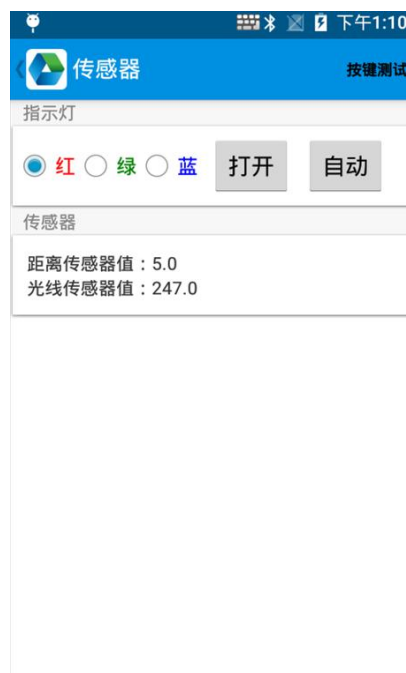 下午1:10
传感器
按键测试
指示灯
红 绿 蓝 打开 自动
传感器
距离传感器值：5.0
光线传感器值：247.0